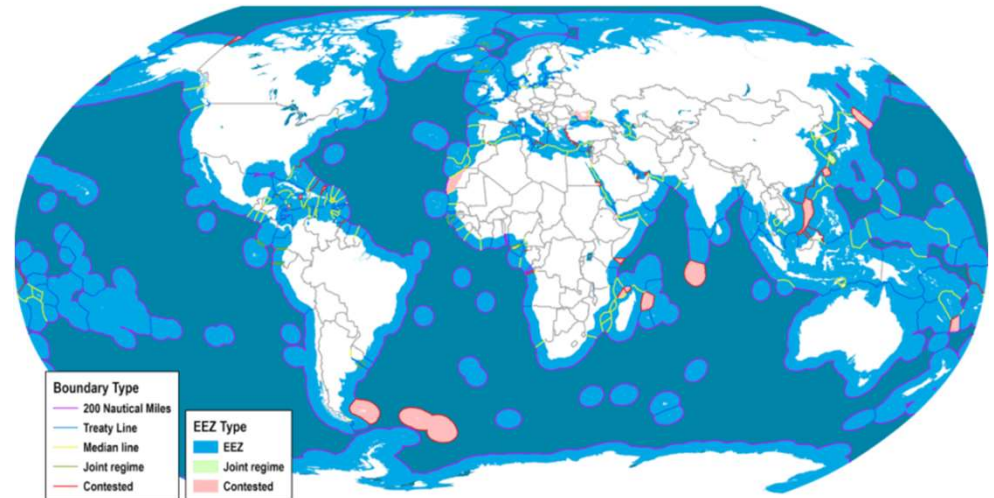 Boundary Type
200 Nautical Miles
Treaty Line
Median line
Joint regime
Contested
EEZ Type
EEZ
Joint regime
Contested